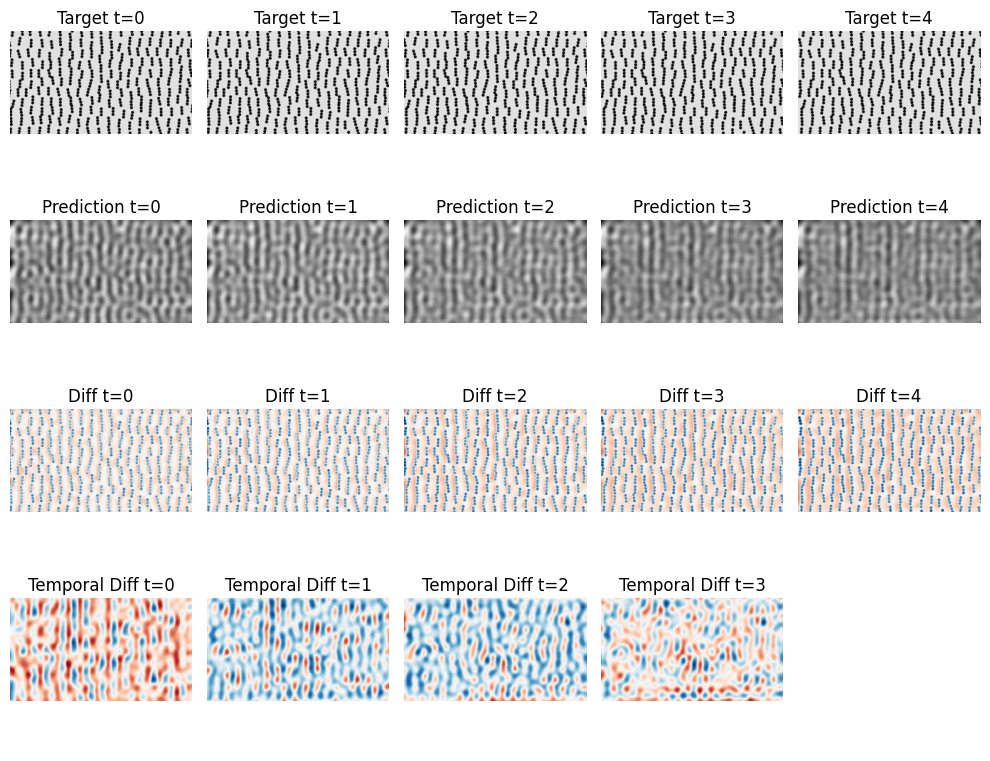 Target t=0
Target t=1
Target t=2
Target t=3
Target t=4
Prediction t=0
Prediction t=1
Prediction t=2
Prediction t=3
Prediction t=4
Diff t=0
Diff t=1
Diff t=2
Diff t=3
Diff t=4
Temporal Diff t=0
Temporal Diff t=1
Temporal Diff t=2
Temporal Diff t=3